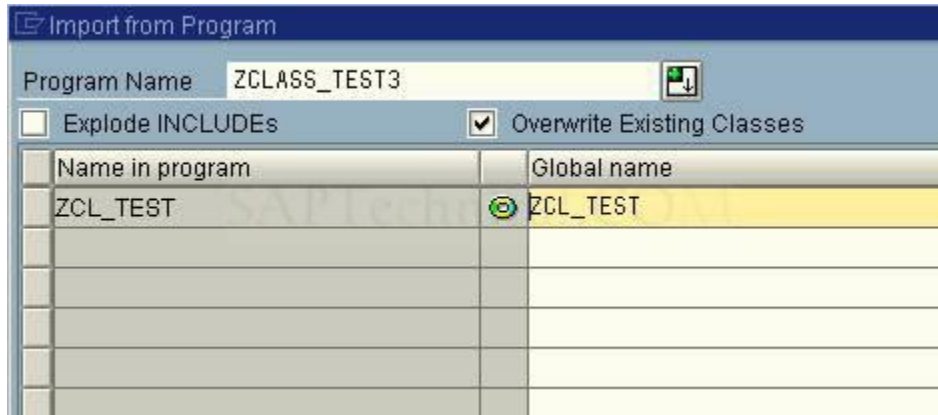 Import from Program
Program Name ZCLASS_TEST3
Explode INCLUDEs Overwrite Existing Classes
Name in program Global name
ZCL_TEST ZCL_TEST